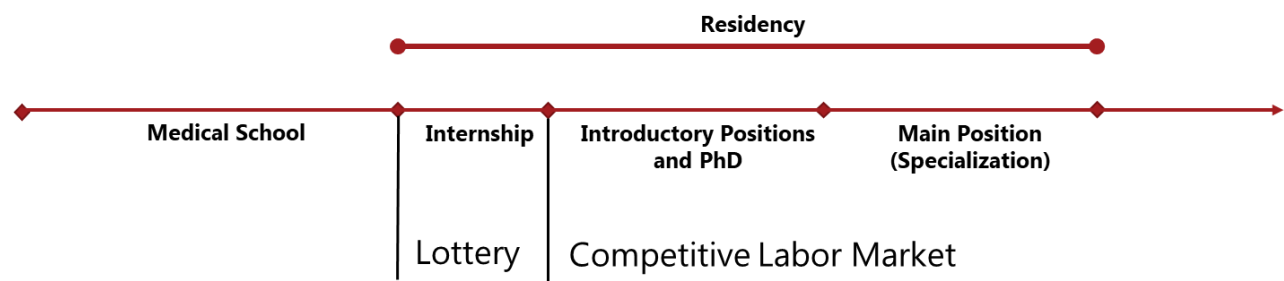 Residency
Medical School
Internship
Introductory Positions
and PhD
Main Position
(Specialization)
Lottery
Competitive Labor Market